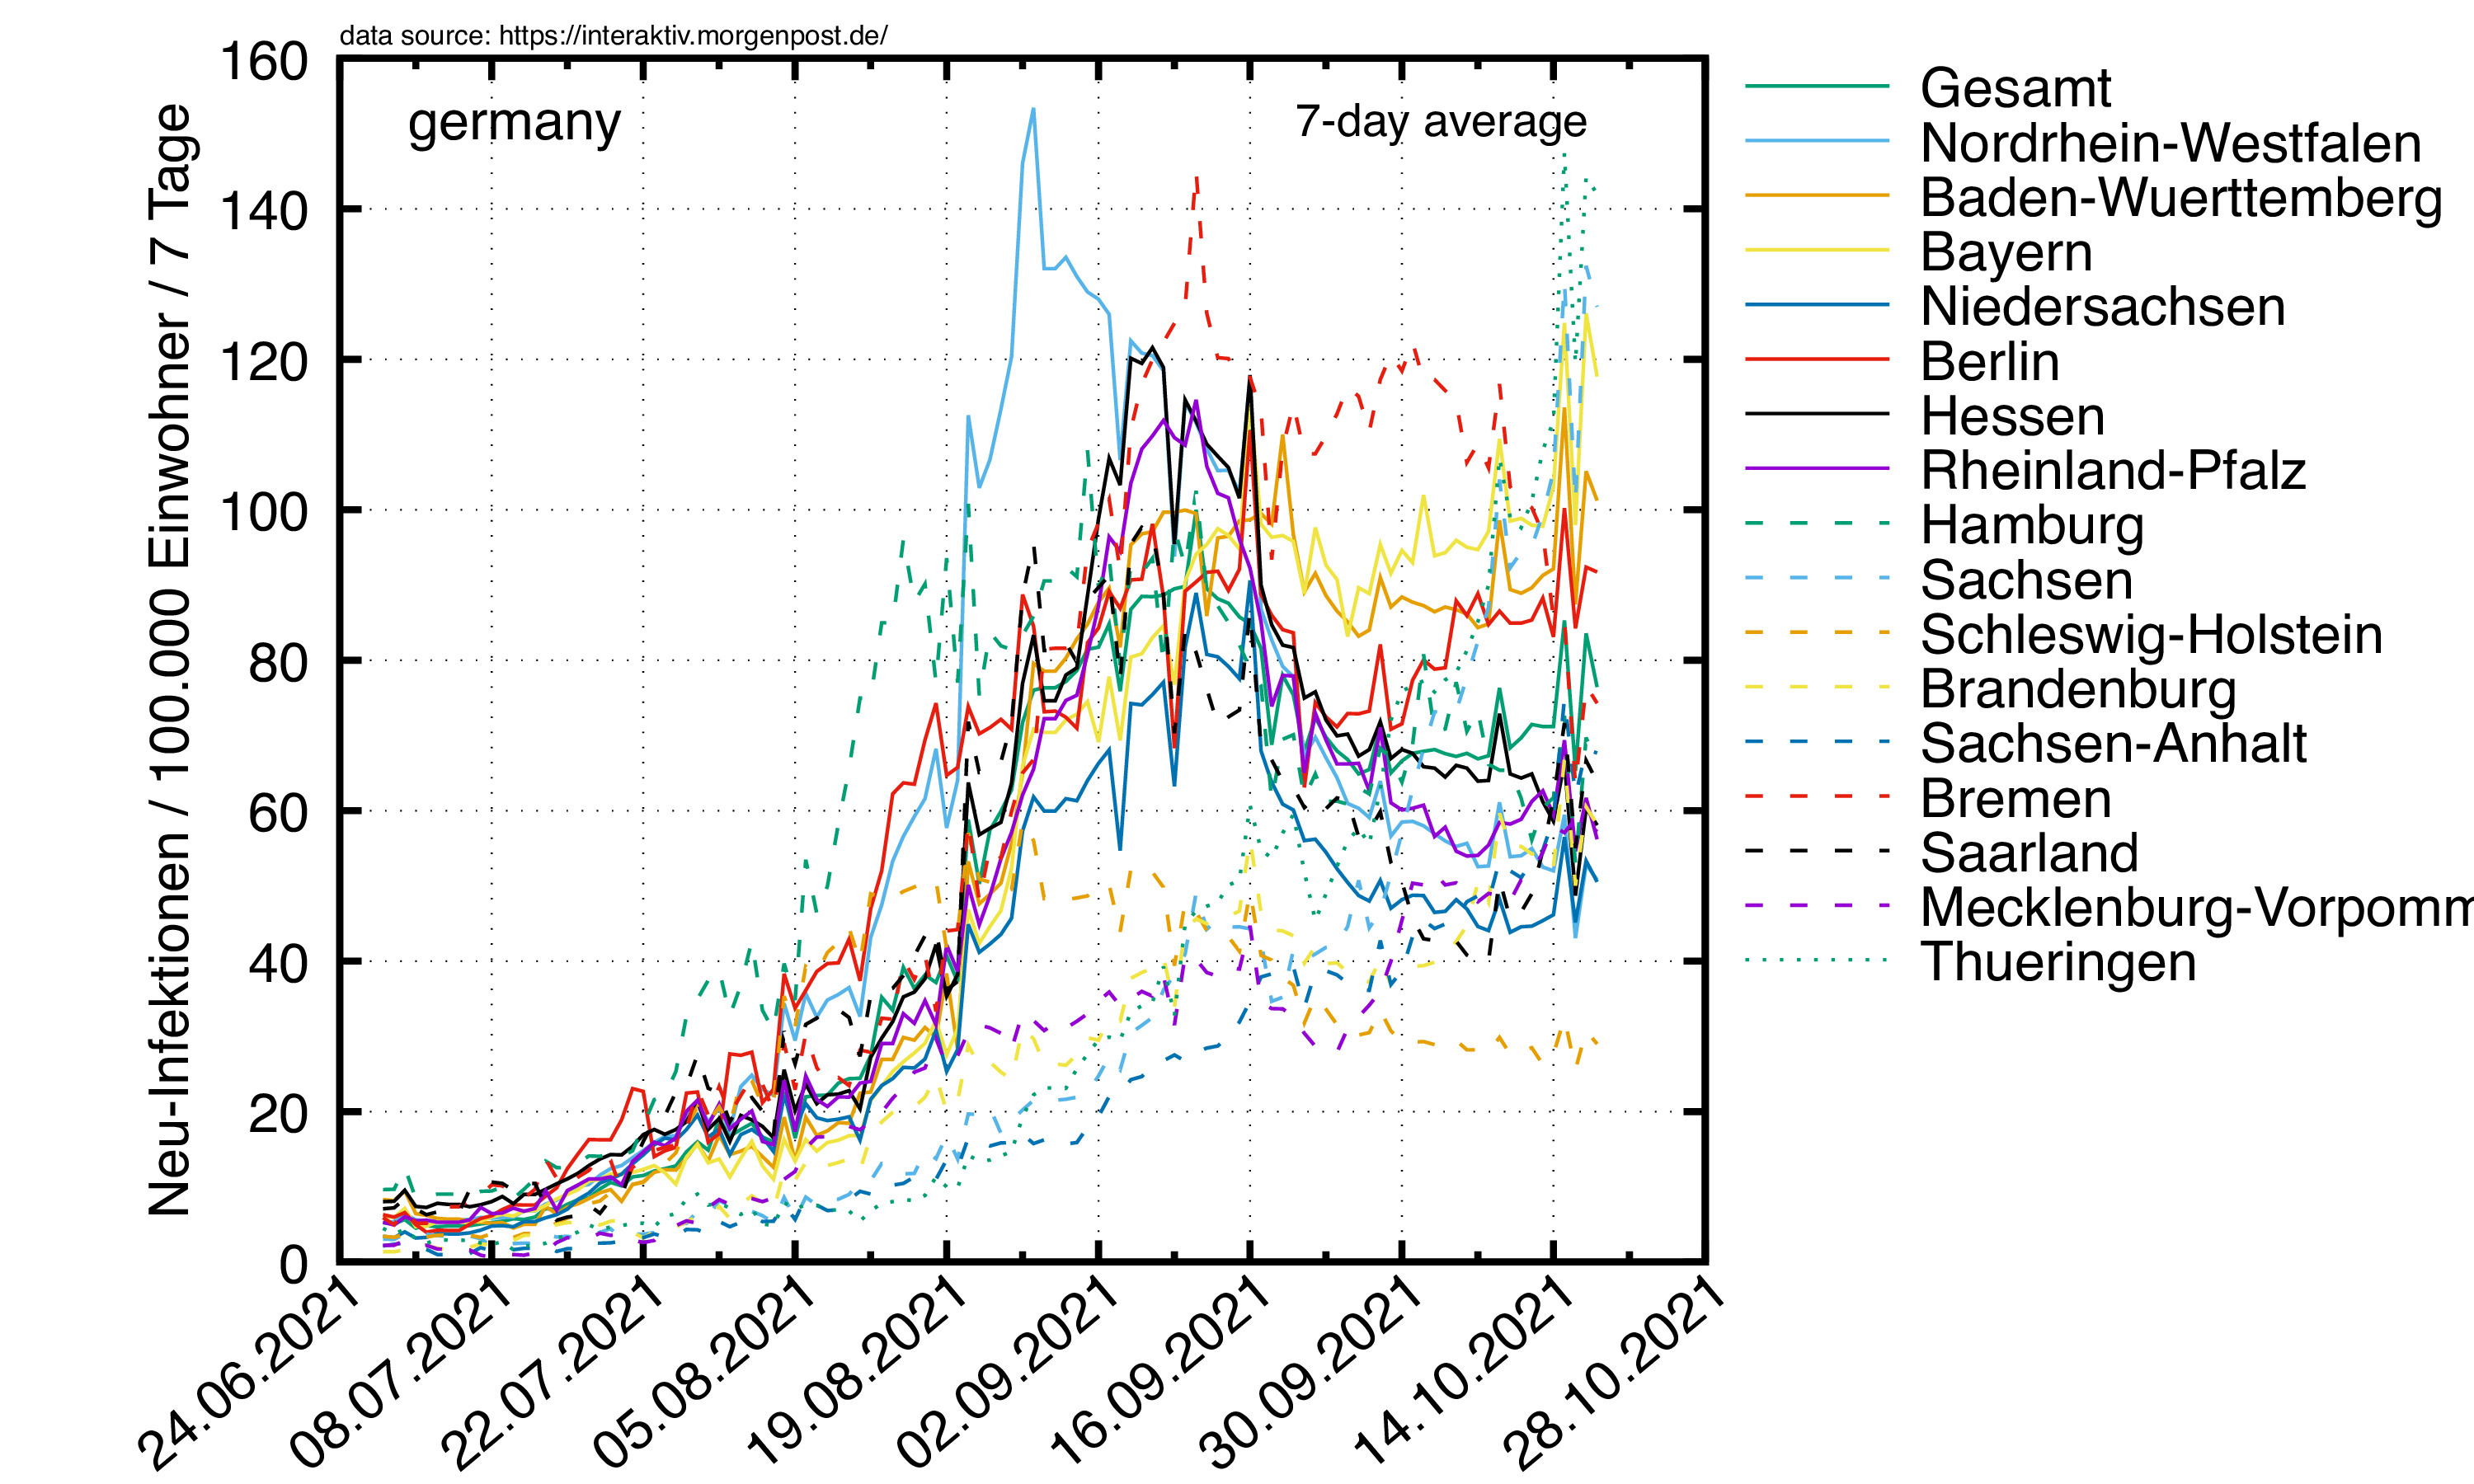 data source: https://interaktiv.morgenpost.de/
germany
7-day average
Neu-Infektionen / 100.000 Einwohner / 7 Tage
160
140
120
100
80
60
40
20
0
24.06.2021
08.07.2021
22.07.2021
05.08.2021
19.08.2021
02.09.2021
16.09.2021
30.09.2021
14.10.2021
28.10.2021
Gesamt
Nordrhein-Westfalen
Baden-Wuerttemberg
Bayern
Niedersachsen
Berlin
Hessen
Rheinland-Pfalz
Hamburg
Sachsen
Schleswig-Holstein
Brandenburg
Sachsen-Anhalt
Bremen
Saarland
Mecklenburg-Vorpomm
Thueringen